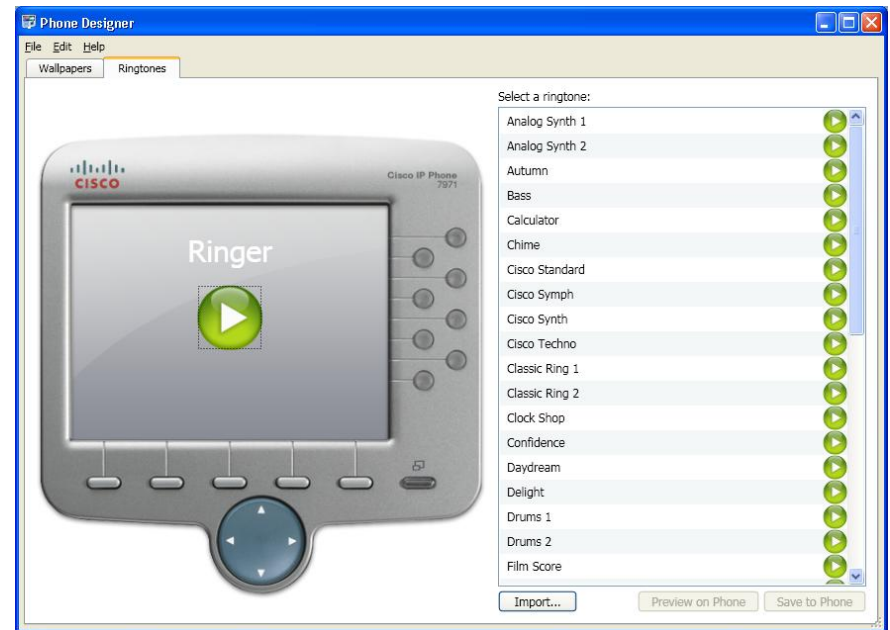 Phone Designer
File Edit Help
Wallpapers Ringtones
Select a ringtone:
CISCO
Cisco IP Phone
7971
Ringer
Analog Synth 1
Analog Synth 2
Autumn
Bass
Calculator
Chime
Cisco Standard
Cisco Symph
Cisco Synth
Cisco Techno
Classic Ring 1
Classic Ring 2
Clock Shop
Confidence
Daydream
Delight
Drums 1
Drums 2
Film Score
Import... Preview on Phone Save to Phone